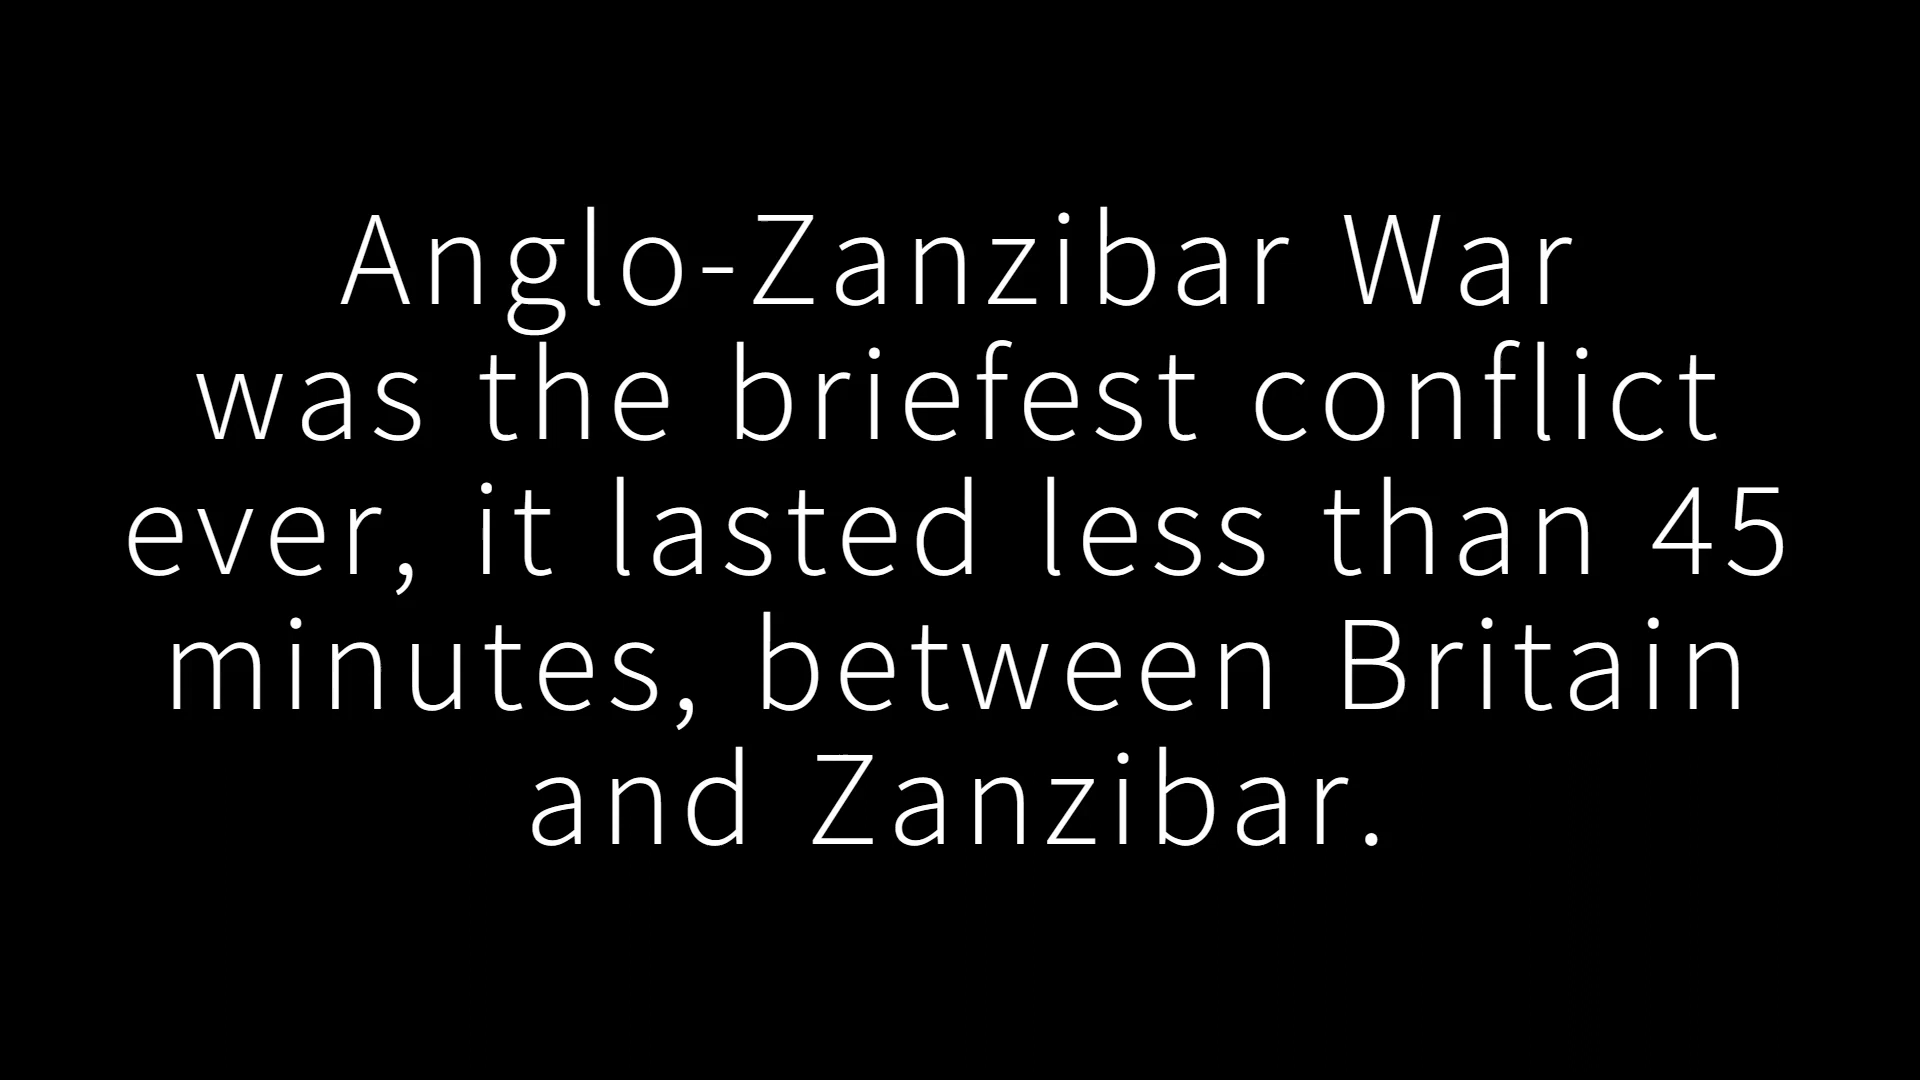 Anglo-Zanzibar War
was the briefest conflict
ever, it lasted less than 45
minutes, between Britain
and Zanzibar.